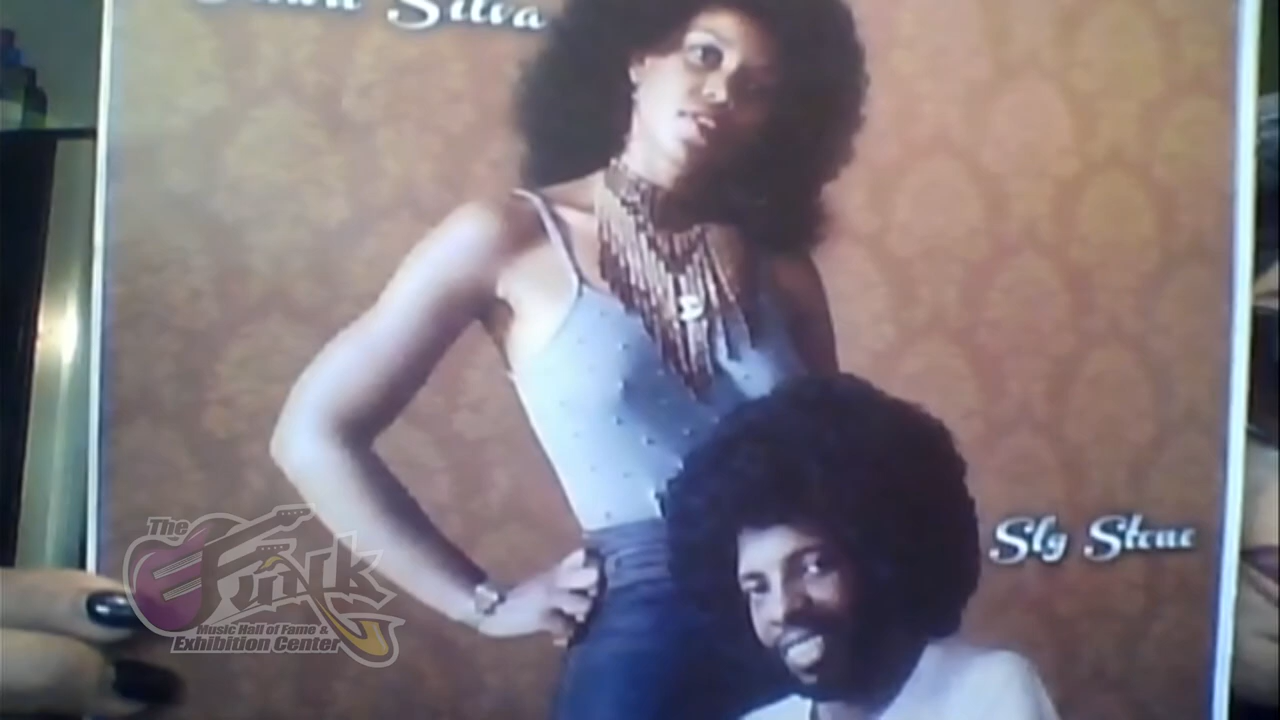 Silva
Sly Stone
The
Funk
Music Hall of Fame &
Exhibition Center